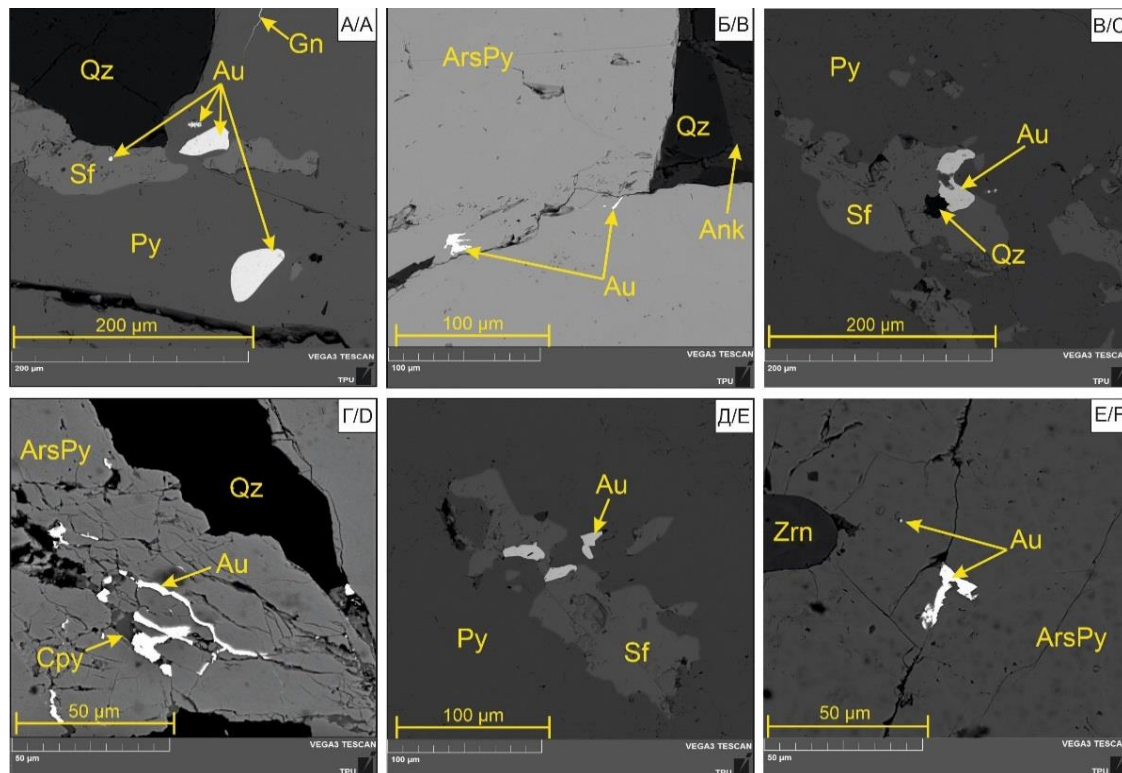 А/A
Gn
Qz
Au
Sf
Py
200 µm
VEGA3 TESCAN
200 µm
TPU
Б/B
ArsPy
Qz
Ank
Au
100 µm
VEGA3 TESCAN
100 µm
TPU
В/C
Py
Au
Sf
Qz
200 µm
VEGA3 TESCAN
200 µm
TPU
Г/D
ArsPy
Qz
Au
Cpy
50 µm
VEGA3 TESCAN
50 µm
TPU
Д/E
Au
Py
Sf
100 µm
VEGA3 TESCAN
100 µm
TPU
Е/F
Zrn
Au
ArsPy
50 µm
VEGA3 TESCAN
50 µm
TPU